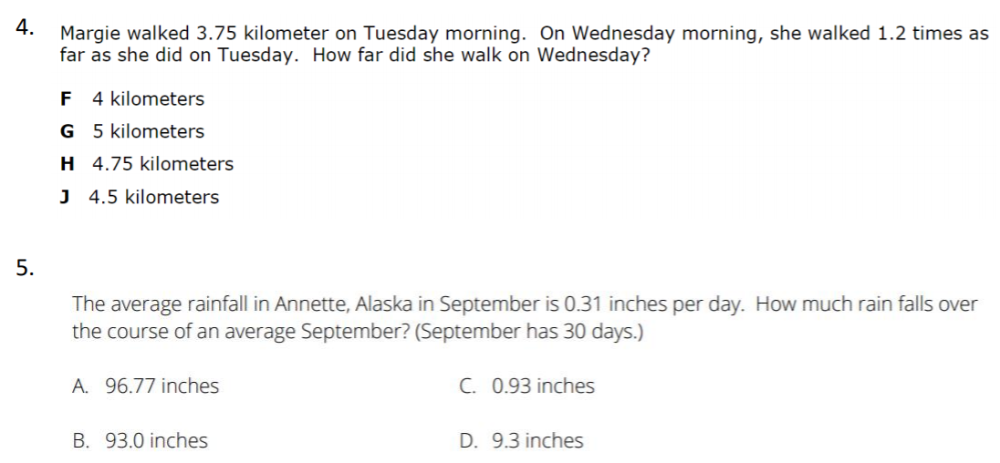 4.
Margie walked 3.75 kilometer on Tuesday morning. On Wednesday morning, she walked 1.2 times as
far as she did on Tuesday. How far did she walk on Wednesday?
F 4 kilometers
G 5 kilometers
H 4.75 kilometers
J 4.5 kilometers
5.
The average rainfall in Annette, Alaska in September is 0.31 inches per day. How much rain falls over
the course of an average September? (September has 30 days.)
A. 96.77 inches C. 0.93 inches
B. 93.0 inches D. 9.3 inches